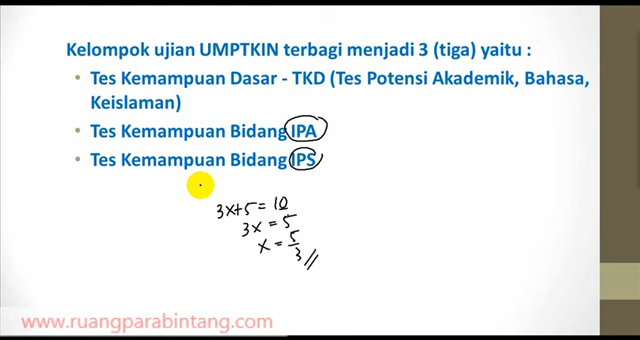 Kelompok ujian UMPTKIN terbagi menjadi 3 (tiga) yaitu :
• Tes Kemampuan Dasar - TKD (Tes Potensi Akademik, Bahasa,
Keislaman)
• Tes Kemampuan Bidang IPA
• Tes Kemampuan Bidang IPS
3x+5 = 10
3x = 5
x = 5/3 //
www.ruangparabintang.com